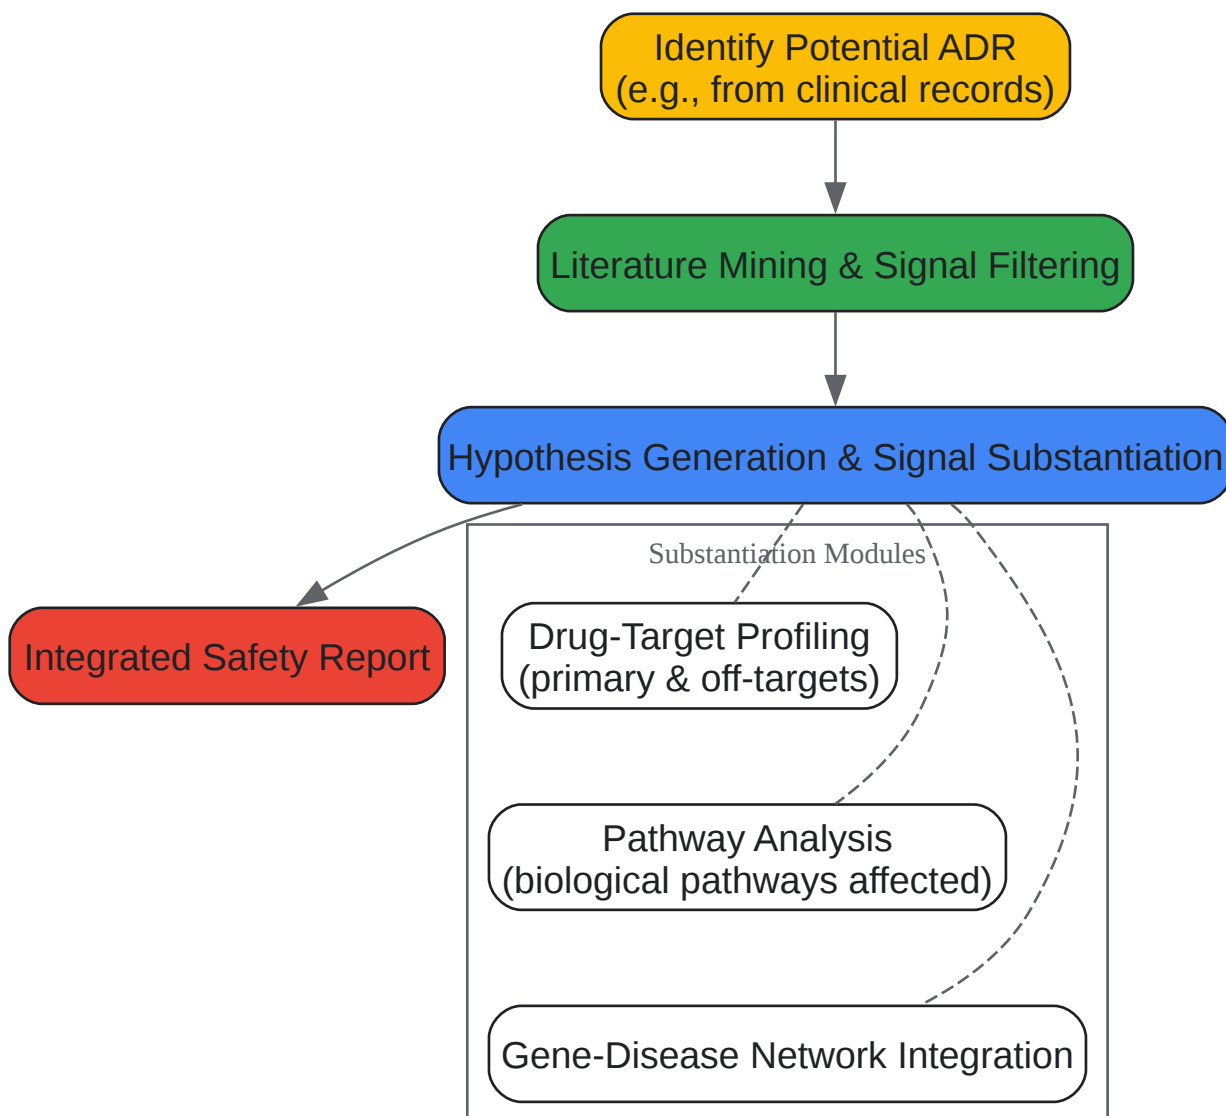 Identify Potential ADR
(e.g., from clinical records)
Literature Mining & Signal Filtering
Hypothesis Generation & Signal Substantiation
Substantiation Modules
Integrated Safety Report
Drug-Target Profiling
(primary & off-targets)
Pathway Analysis
(biological pathways affected)
Gene-Disease Network Integration